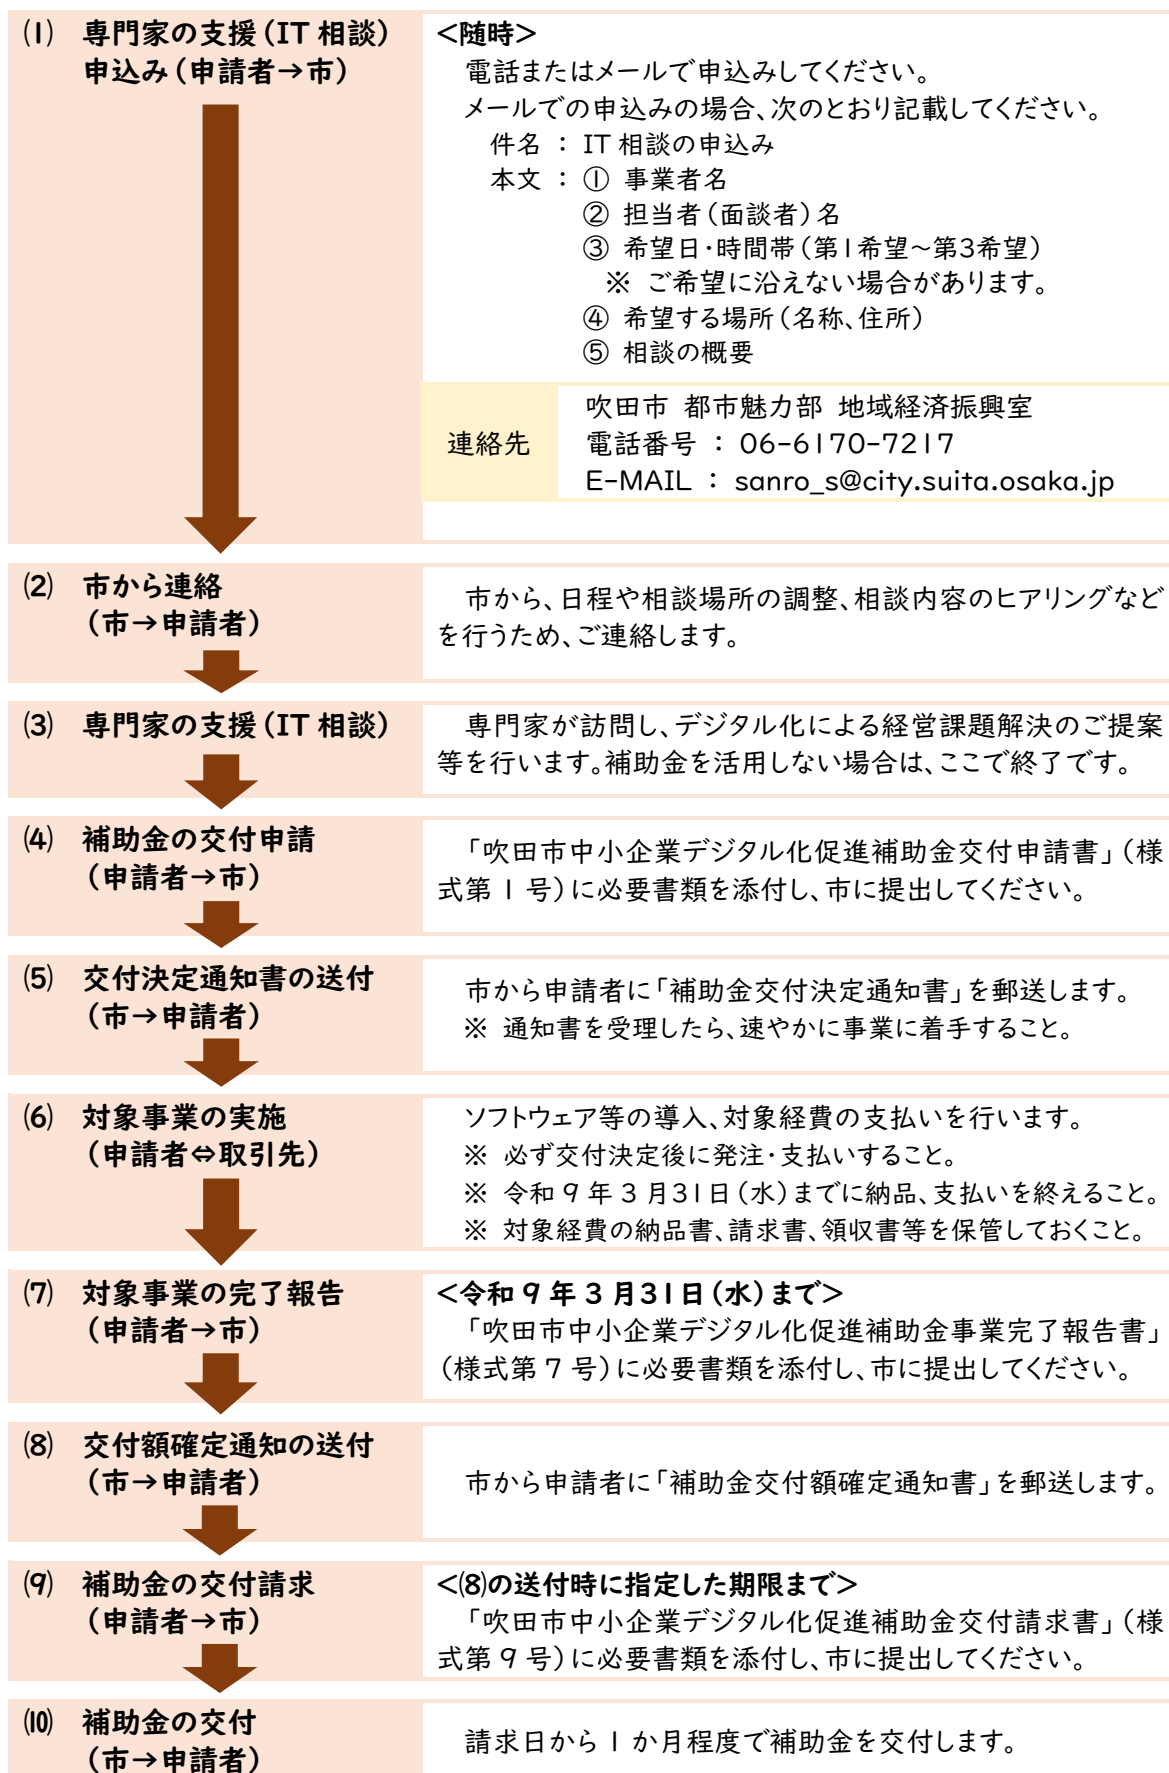 ⑴ 専門家の支援（IT 相談）
申込み（申請者→市）
＜随時＞
電話またはメールで申込みしてください。
メールでの申込みの場合、次のとおり記載してください。
件名 ： IT 相談の申込み
本文 ： ① 事業者名
② 担当者（面談者）名
③ 希望日・時間帯（第１希望～第３希望）
※ ご希望に沿えない場合があります。
④ 希望する場所（名称、住所）
⑤ 相談の概要
連絡先
吹田市 都市魅力部 地域経済振興室
電話番号 ： 06-6170-7217
E-MAIL ： sanro_s@city.suita.osaka.jp
⑵ 市から連絡
（市→申請者）
市から、日程や相談場所の調整、相談内容のヒアリングなど
を行うため、ご連絡します。
⑶ 専門家の支援（IT 相談）
専門家が訪問し、デジタル化による経営課題解決のご提案
等を行います。補助金を活用しない場合は、ここで終了です。
⑷ 補助金の交付申請
（申請者→市）
「吹田市中小企業デジタル化促進補助金交付申請書」（様
式第 1 号）に必要書類を添付し、市に提出してください。
⑸ 交付決定通知書の送付
（市→申請者）
市から申請者に「補助金交付決定通知書」を郵送します。
※ 通知書を受理したら、速やかに事業に着手すること。
⑹ 対象事業の実施
（申請者⇔取引先）
ソフトウェア等の導入、対象経費の支払いを行います。
※ 必ず交付決定後に発注・支払いすること。
※ 令和 9 年 3 月31日（水）までに納品、支払いを終えること。
※ 対象経費の納品書、請求書、領収書等を保管しておくこと。
⑺ 対象事業の完了報告
（申請者→市）
＜令和 9 年 3 月31日（水）まで＞
「吹田市中小企業デジタル化促進補助金事業完了報告書」
（様式第 7 号）に必要書類を添付し、市に提出してください。
⑻ 交付額確定通知の送付
（市→申請者）
市から申請者に「補助金交付額確定通知書」を郵送します。
⑼ 補助金の交付請求
（申請者→市）
＜⑻の送付時に指定した期限まで＞
「吹田市中小企業デジタル化促進補助金交付請求書」（様
式第 9 号）に必要書類を添付し、市に提出してください。
⑽ 補助金の交付
（市→申請者）
請求日から 1 か月程度で補助金を交付します。